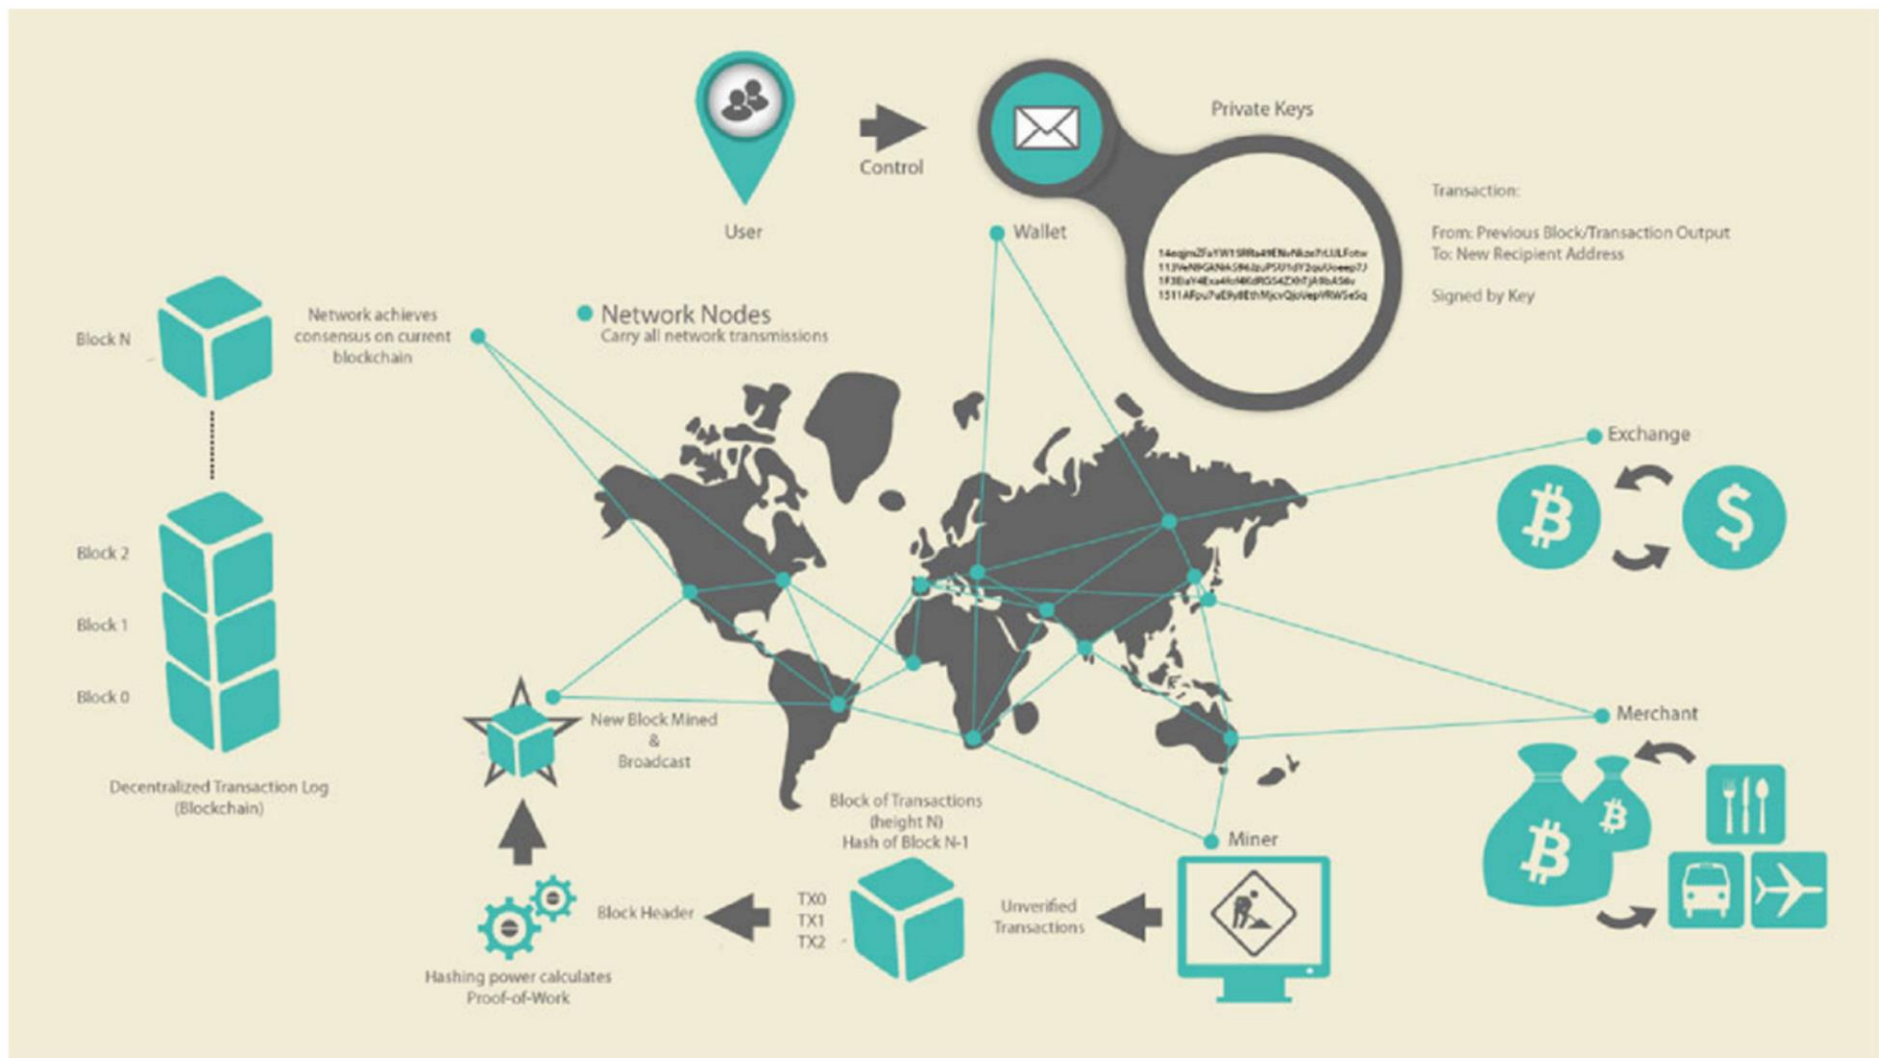 Private Keys
Control
Transaction:
User
Wallet
From: Previous Block/Transaction Output
To: New Recipient Address
Signed by Key
Block N
Network achieves
consensus on current
blockchain
Network Nodes
Carry all network transmissions
Exchange
Block 2
Block 1
Block 0
New Block Mined
&
Broadcast
Merchant
Decentralized Transaction Log
(Blockchain)
Block of Transactions
(height N)
Hash of Block N-1
Miner
Block Header
TX0
TX1
TX2
Unverified
Transactions
Hashing power calculates
Proof-of-Work